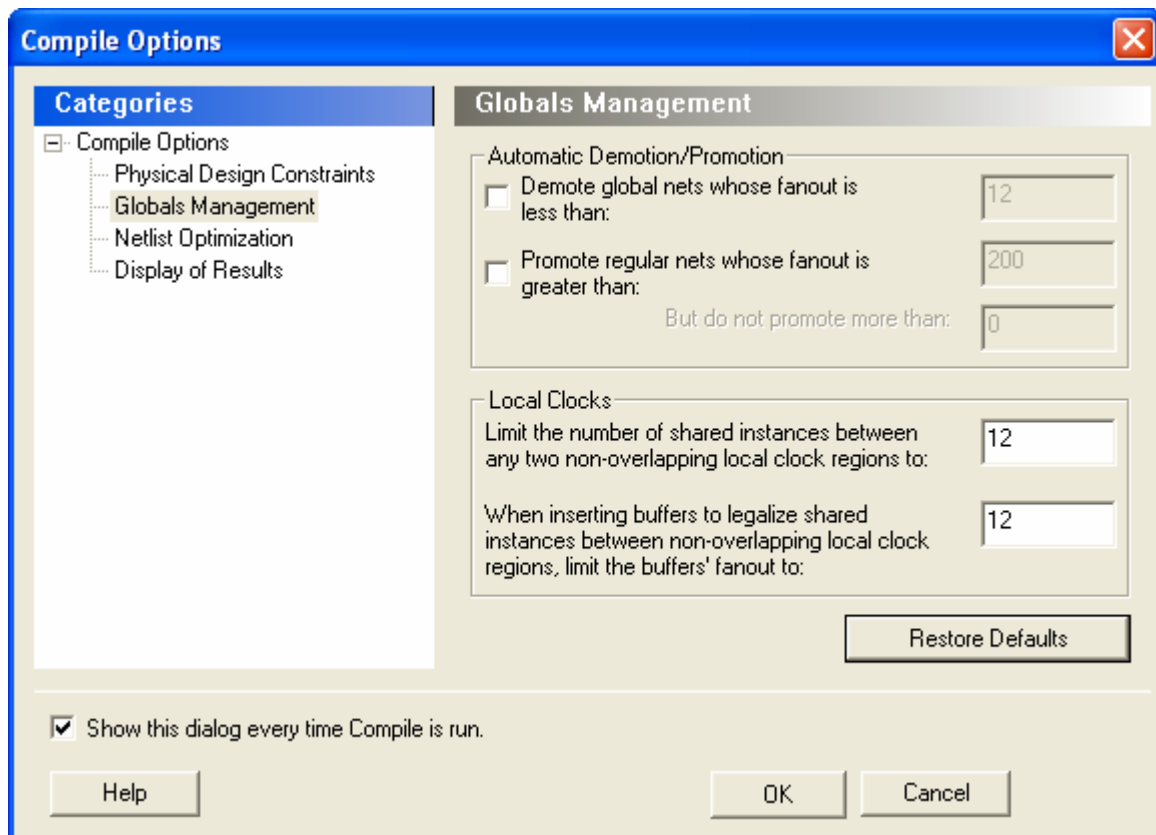 Compile Options
Categories
Compile Options
Physical Design Constraints
Globals Management
Netlist Optimization
Display of Results
Globals Management
Automatic Demotion/Promotion
Demote global nets whose fanout is
less than:
12
Promote regular nets whose fanout is
greater than:
200
But do not promote more than:
0
Local Clocks
Limit the number of shared instances between
any two non-overlapping local clock regions to:
12
When inserting buffers to legalize shared
instances between non-overlapping local clock
regions, limit the buffers' fanout to:
12
Restore Defaults
Show this dialog every time Compile is run.
Help
OK
Cancel